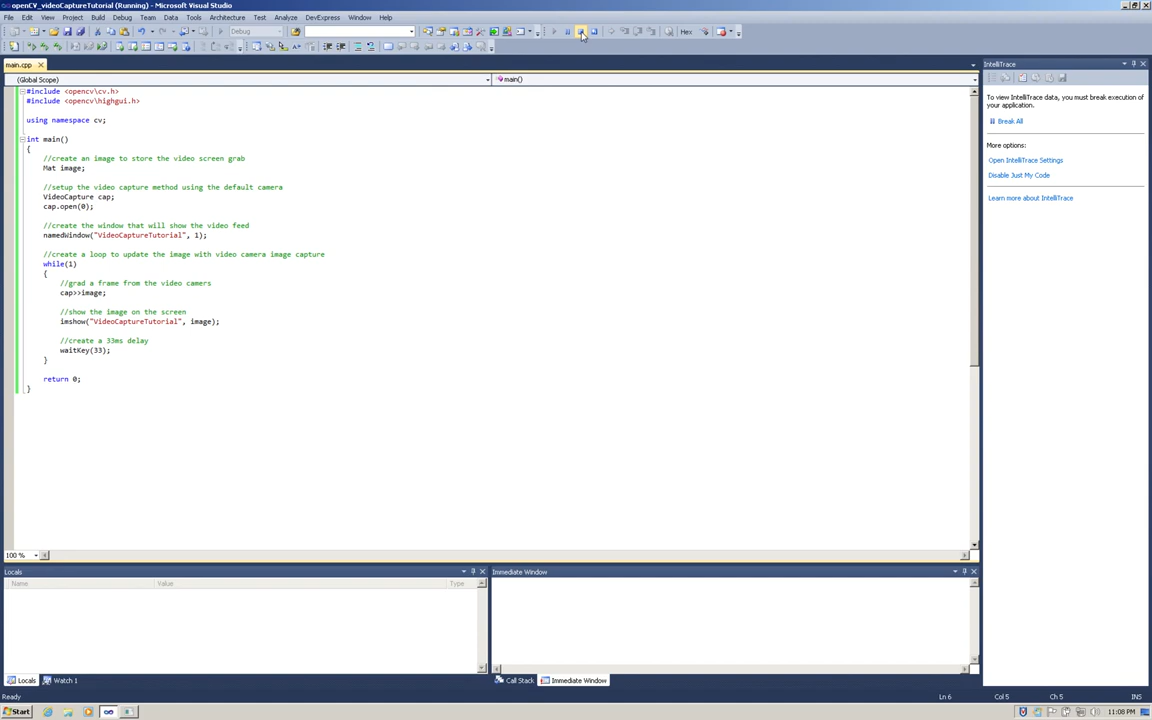 openCV_videoCaptureTutorial (Running) - Microsoft Visual Studio
File Edit View Project Build Debug Team Data Tools Architecture Test Analyze DevExpress Window Help
Debug
Hex
main.cpp
(Global Scope)
main()
#include <opencv\cv.h>
#include <opencv\highgui.h>
using namespace cv;
int main()
{
//create an image to store the video screen grab
Mat image;
//setup the video capture method using the default camera
VideoCapture cap;
cap.open(0);
//create the window that will show the video feed
namedWindow("VideoCaptureTutorial", 1);
//create a loop to update the image with video camera image capture
while(1)
{
//grad a frame from the video camers
cap>>image;
//show the image on the screen
imshow("VideoCaptureTutorial", image);
//create a 33ms delay
waitKey(33);
}
return 0;
}
100 %
IntelliTrace
To view IntelliTrace data, you must break execution of
your application.
Break All
More options:
Open IntelliTrace Settings
Disable Just My Code
Learn more about IntelliTrace
Locals
Name Value Type
Locals Watch 1
Immediate Window
Call Stack Immediate Window
Ready
Ln 6 Col 5 Ch 5 INS
Start
11:08 PM